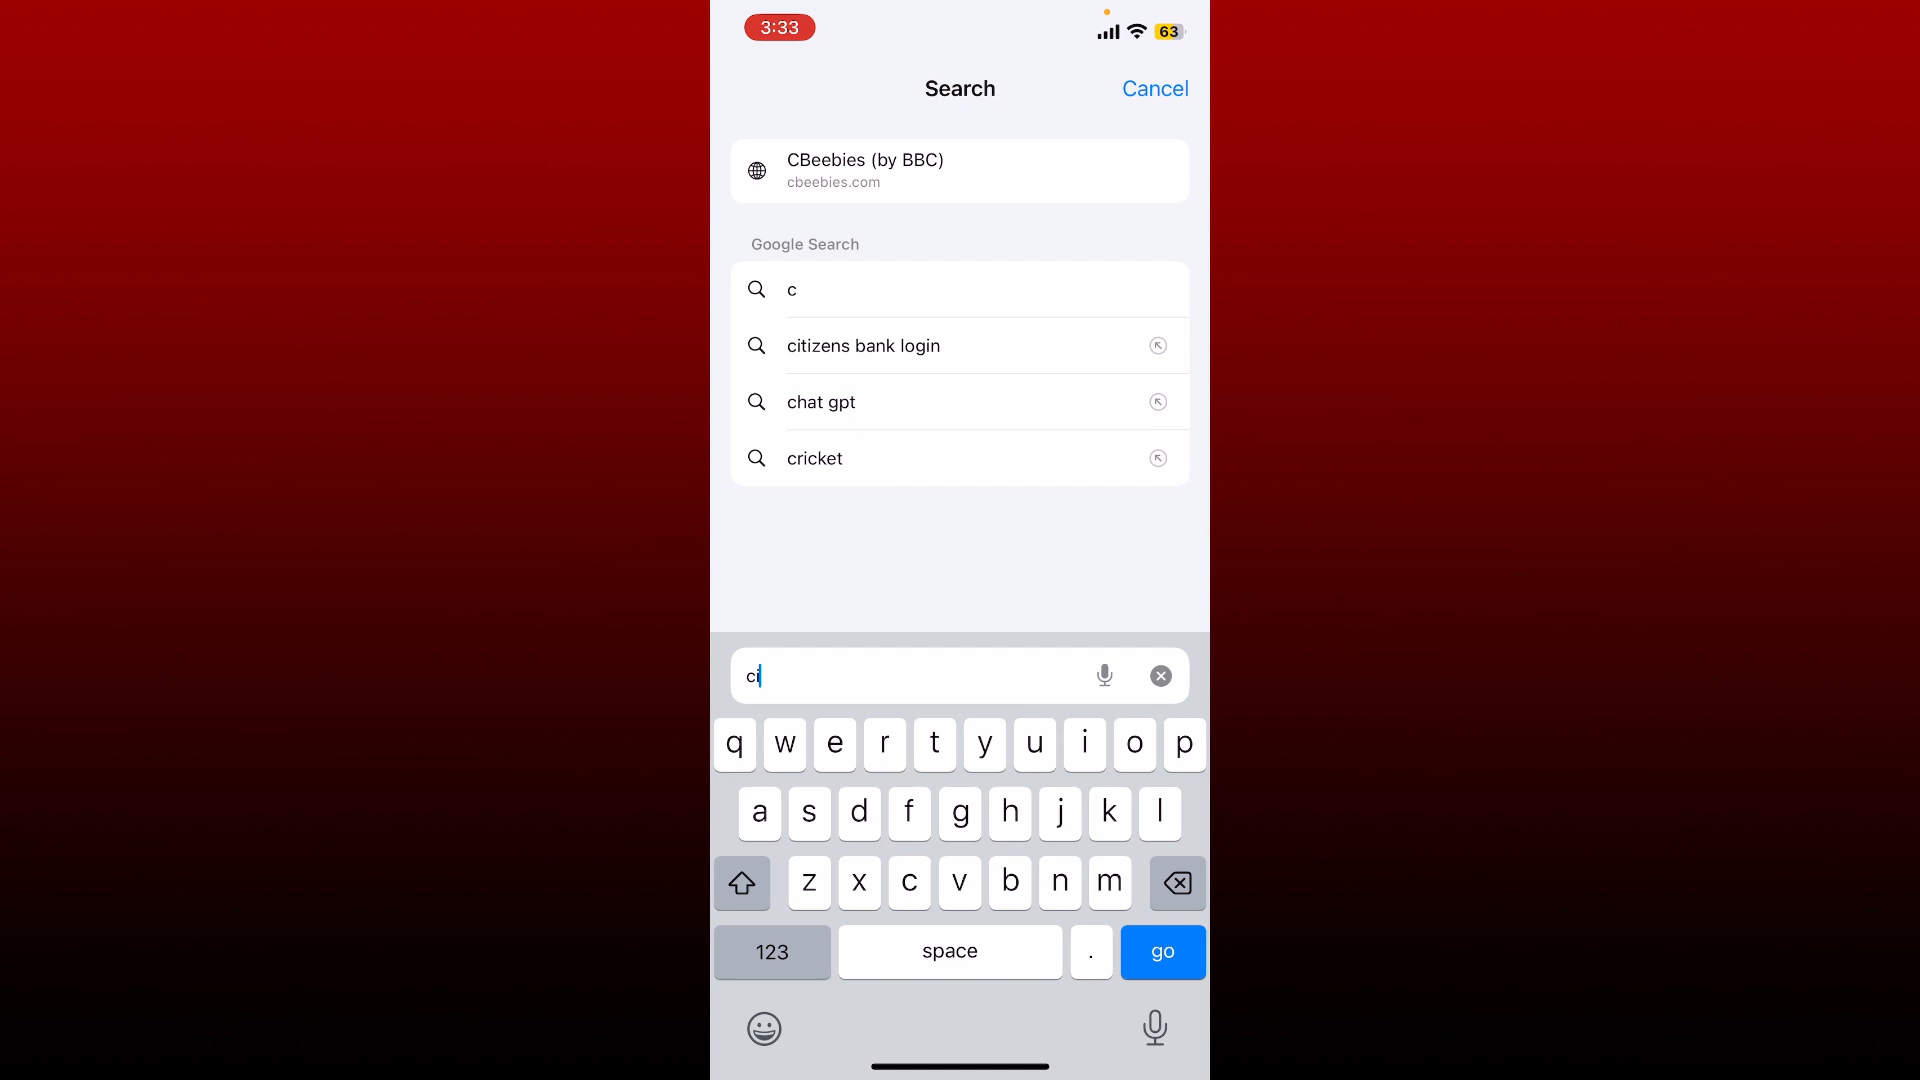 3:33
63
Search
Cancel
CBeebies (by BBC)
cbeebies.com
Google Search
c
citizens bank login
chat gpt
cricket
ci
q w e r t y u i o p
a s d f g h j k l
z x c v b n m
123 space . go